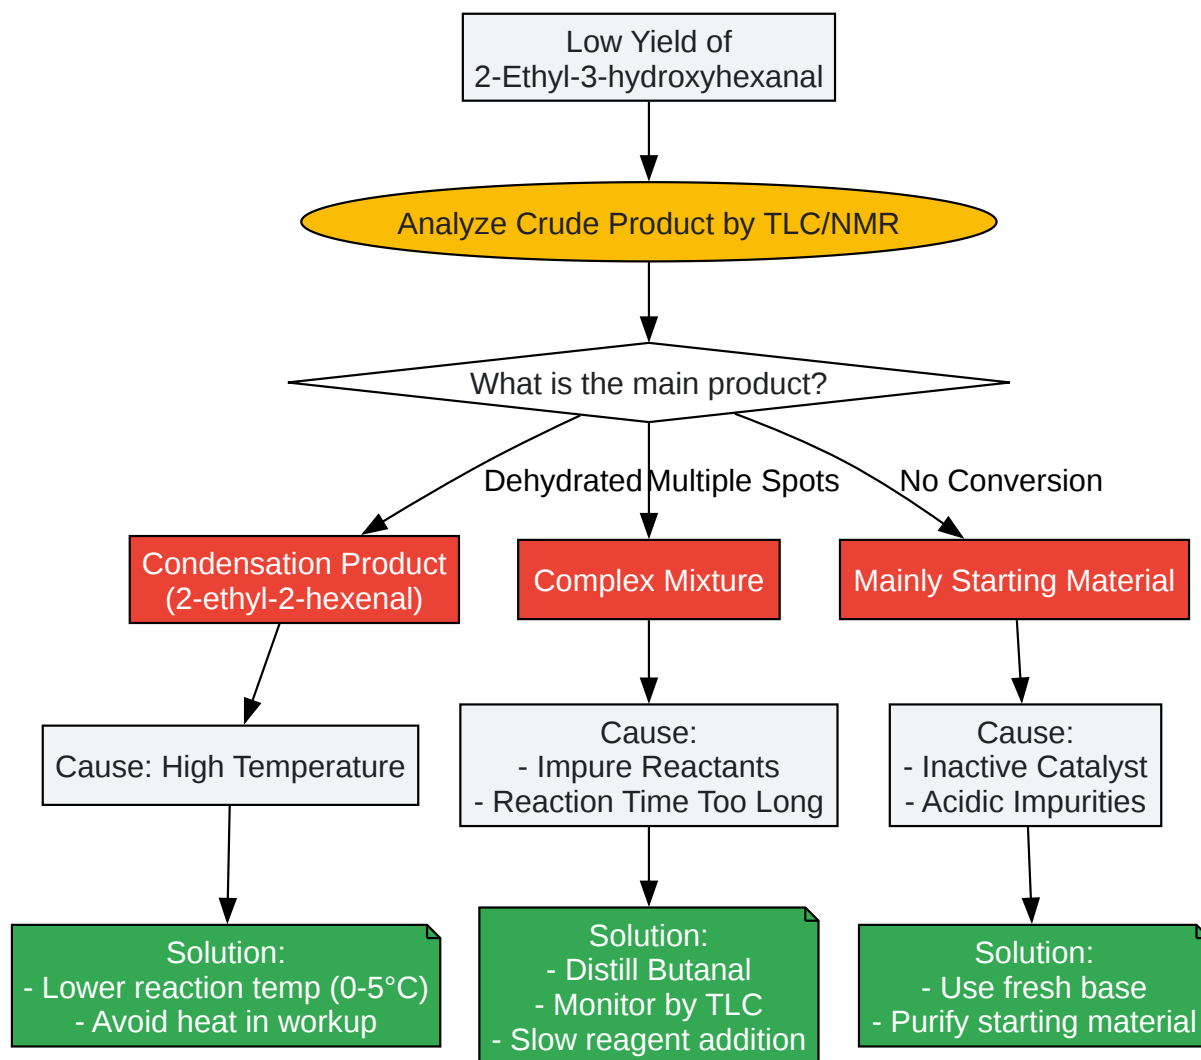 Low Yield of
2-Ethyl-3-hydroxyhexanal
Analyze Crude Product by TLC/NMR
What is the main product?
Dehydrated
Multiple Spots
No Conversion
Condensation Product
(2-ethyl-2-hexenal)
Complex Mixture
Mainly Starting Material
Cause: High Temperature
Cause:
- Impure Reactants
- Reaction Time Too Long
Cause:
- Inactive Catalyst
- Acidic Impurities
Solution:
- Lower reaction temp (0-5°C)
- Avoid heat in workup
Solution:
- Distill Butanal
- Monitor by TLC
- Slow reagent addition
Solution:
- Use fresh base
- Purify starting material